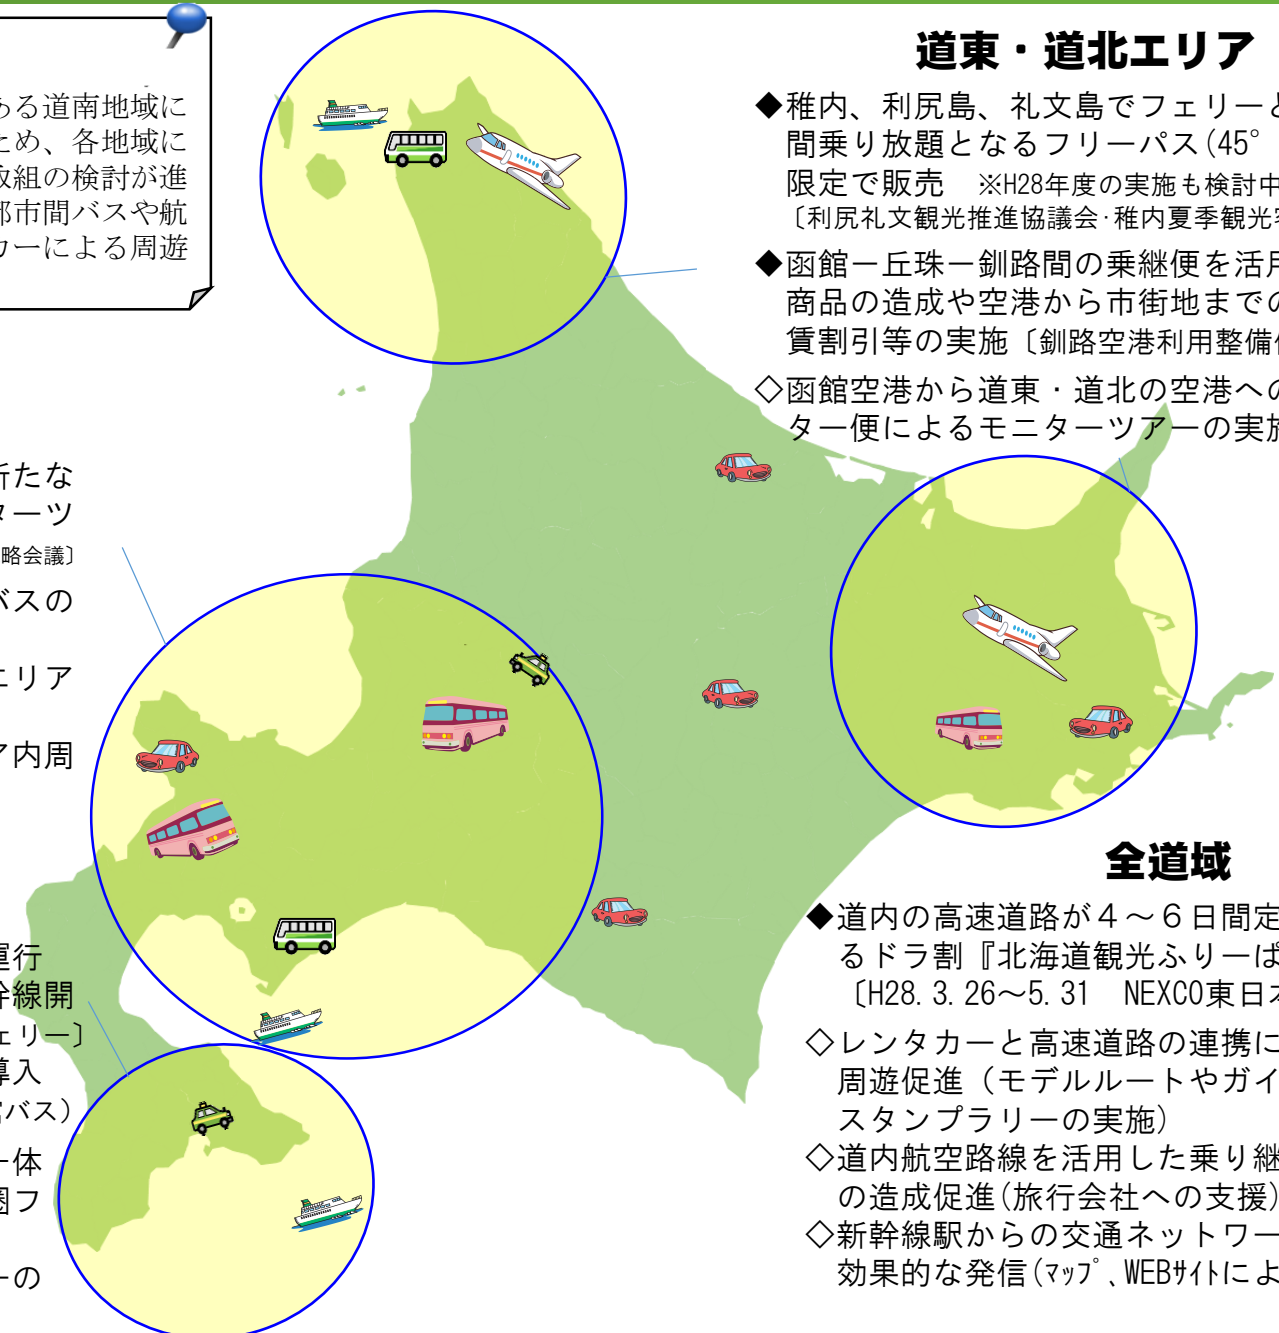 ある道南地域に
ため、各地域に
取組の検討が進
都市間バスや航
カーによる周遊
新たな
ターツ
略会議〕
バスの
エリア
ア内周
運行
幹線開
ェリー〕
導入
バス）
一体
圏フ
ーの
道東・道北エリア
◆稚内、利尻島、礼文島でフェリーと
間乗り放題となるフリーパス(45°
限定で販売　※H28年度の実施も検討中
〔利尻礼文観光推進協議会･稚内夏季観光客
◆函館－丘珠－釧路間の乗継便を活用
商品の造成や空港から市街地までの
賃割引等の実施〔釧路空港利用整備
◇函館空港から道東・道北の空港への
ター便によるモニターツアーの実施
全道域
◆道内の高速道路が４～６日間定
るドラ割『北海道観光ふりーぱ
〔H28.3.26～5.31　NEXCO東日本
◇レンタカーと高速道路の連携に
周遊促進（モデルルートやガイ
スタンプラリーの実施）
◇道内航空路線を活用した乗り継
の造成促進(旅行会社への支援)
◇新幹線駅からの交通ネットワー
効果的な発信(ﾏｯﾌﾟ、WEBｻｲﾄによ